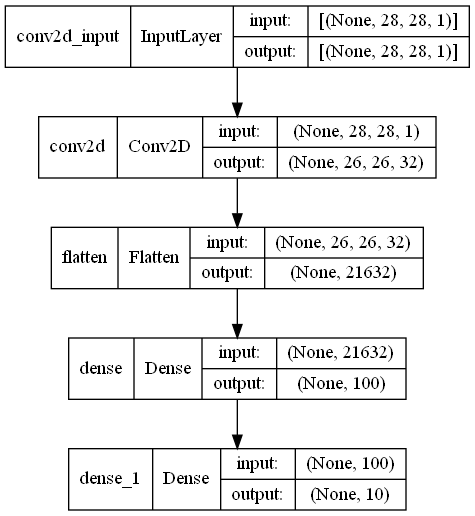 conv2d_input InputLayer input: [(None, 28, 28, 1)]
output: [(None, 28, 28, 1)]
conv2d Conv2D input: (None, 28, 28, 1)
output: (None, 26, 26, 32)
flatten Flatten input: (None, 26, 26, 32)
output: (None, 21632)
dense Dense input: (None, 21632)
output: (None, 100)
dense_1 Dense input: (None, 100)
output: (None, 10)